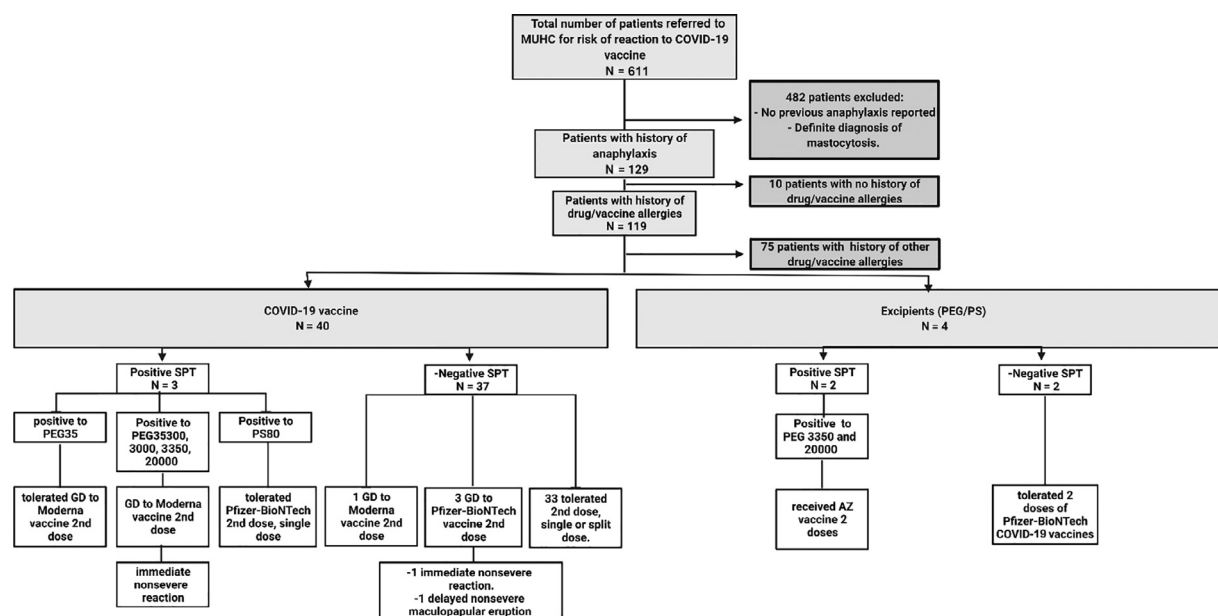 Total number of patients referred to
MUHC for risk of reaction to COVID-19
vaccine
N = 611
482 patients excluded:
- No previous anaphylaxis reported
- Definite diagnosis of
mastocytosis.
Patients with history of
anaphylaxis
N = 129
10 patients with no history of
drug/vaccine allergies
Patients with history of
drug/vaccine allergies
N = 119
75 patients with history of other
drug/vaccine allergies
COVID-19 vaccine
N = 40
Excipients (PEG/PS)
N = 4
Positive SPT
N = 3
-Negative SPT
N = 37
Positive SPT
N = 2
-Negative SPT
N = 2
positive to
PEG35
Positive to
PEG35300,
3000, 3350,
20000
Positive to
PS80
Positive to
PEG 3350 and
20000
tolerated GD to
Moderna
vaccine 2nd
dose
GD to Moderna
vaccine 2nd
dose
tolerated
Pfizer-BioNTech
2nd dose, single
dose
1 GD to
Moderna
vaccine 2nd
dose
3 GD to
Pfizer-BioNTech
vaccine 2nd
dose
33 tolerated
2nd dose,
single or split
dose.
received AZ
vaccine 2
doses
tolerated 2
doses of
Pfizer-BioNTech
COVID-19 vaccines
immediate
nonsevere
reaction
-1 immediate nonsevere
reaction.
-1 delayed nonsevere
maculopapular eruption